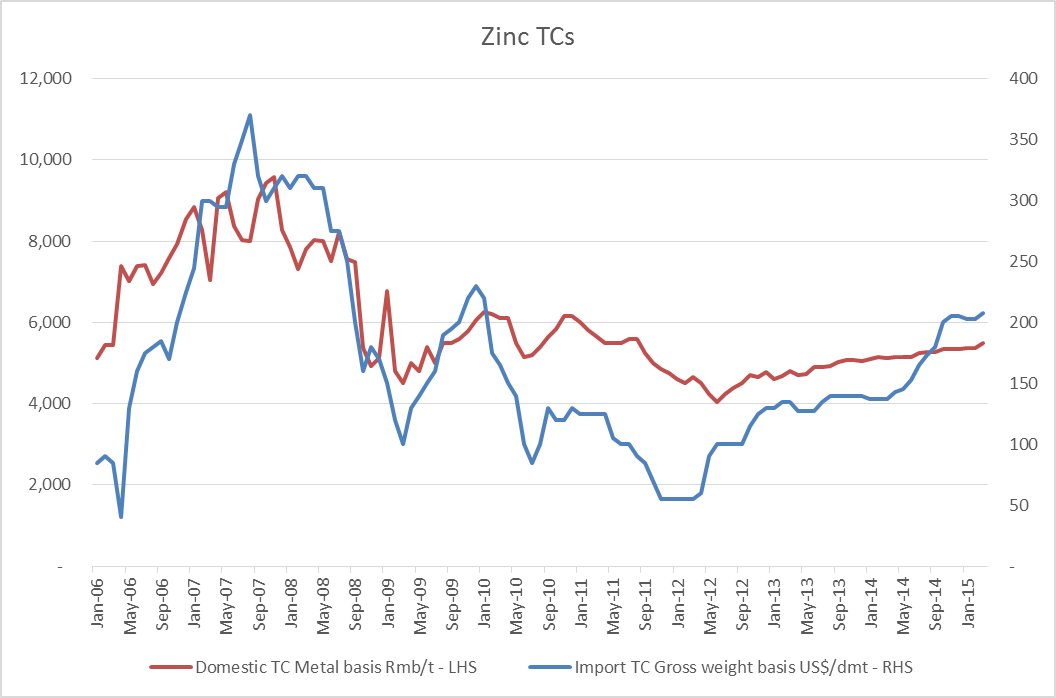 Zinc TCs
12,000
10,000
8,000
6,000
4,000
2,000
-
400
350
300
250
200
150
100
50
-
Jan-06
May-06
Sep-06
Jan-07
May-07
Sep-07
Jan-08
May-08
Sep-08
Jan-09
May-09
Sep-09
Jan-10
May-10
Sep-10
Jan-11
May-11
Sep-11
Jan-12
May-12
Sep-12
Jan-13
May-13
Sep-13
Jan-14
May-14
Sep-14
Jan-15
Domestic TC Metal basis Rmb/t - LHS
Import TC Gross weight basis US$/dmt - RHS